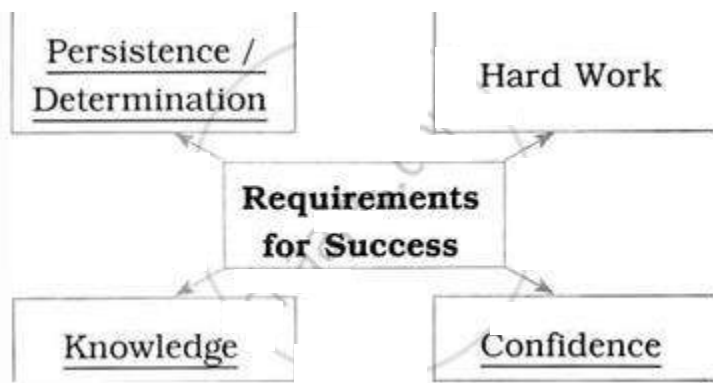 Persistence /
Determination
Hard Work
Requirements
for Success
Knowledge
Confidence